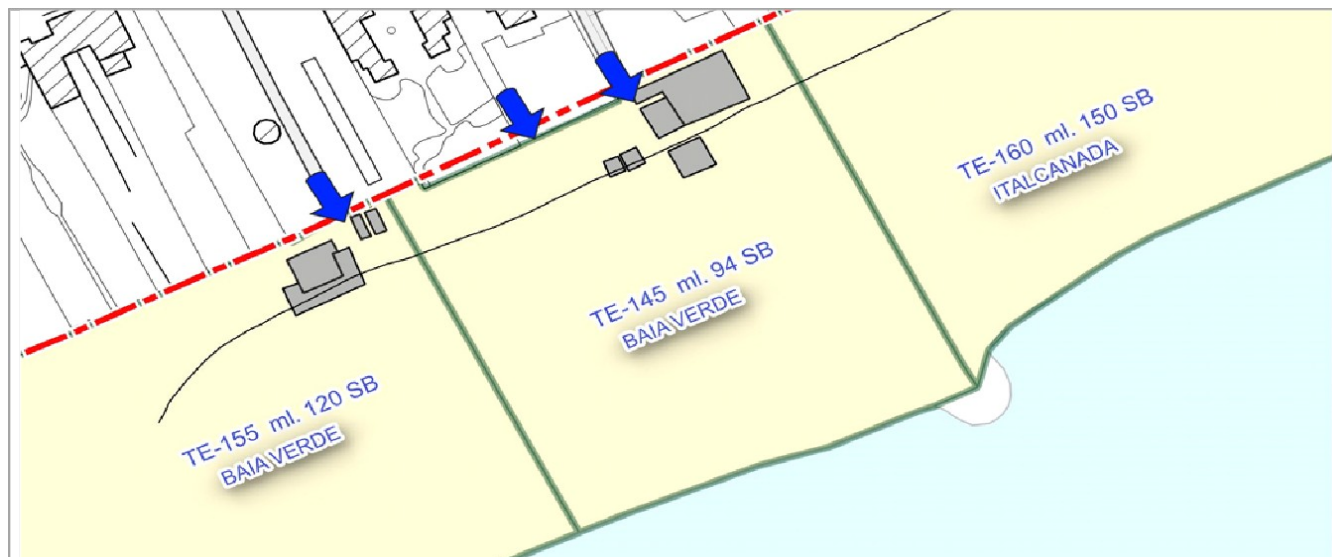 TE-160 ml. 150 SB
ITALCANADA
TE-145 ml. 94 SB
BAIA VERDE
TE-155 ml. 120 SB
BAIA VERDE